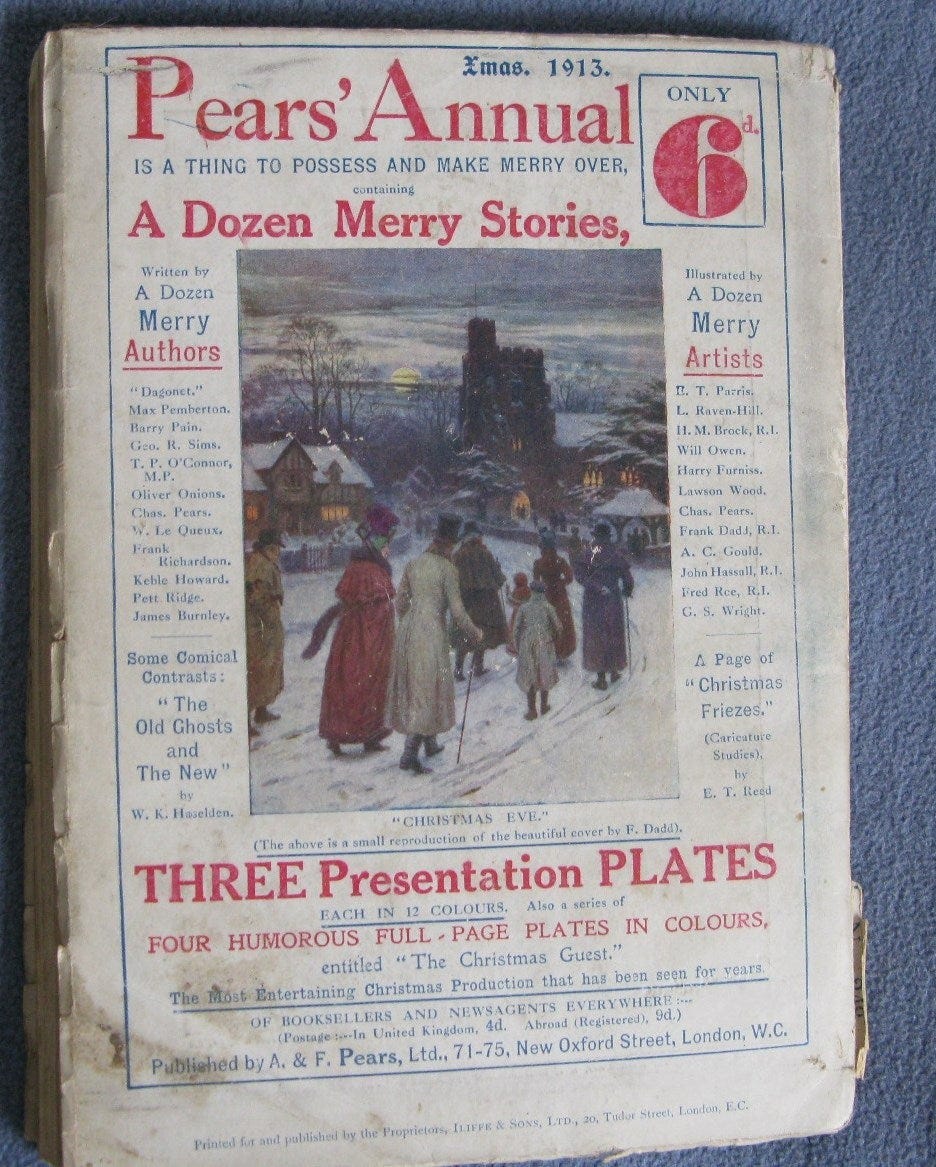 Xmas. 1913.
Pears' Annual
ONLY
6d.
IS A THING TO POSSESS AND MAKE MERRY OVER,
containing
A Dozen Merry Stories,
Written by
A Dozen
Merry
Authors
"Dagonet."
Max Pemberton.
Barry Pain.
Geo. R. Sims.
T. P. O'Connor,
M.P.
Oliver Onions.
Chas. Pears.
W. Le Queux.
Frank
Richardson.
Keble Howard.
Pett Ridge.
James Burnley.
Some Comical
Contrasts:
"The
Old Ghosts
and
The New"
by
W. K. Haselden.
Illustrated by
A Dozen
Merry
Artists
E. T. Parris.
L. Raven-Hill.
H. M. Brock, R.I.
Will Owen.
Harry Furniss.
Lawson Wood.
Chas. Pears.
Frank Dadd, R.I.
A. C. Gould.
John Hassall, R.I.
Fred Roe, R.I.
G. S. Wright.
A Page of
"Christmas
Friezes."
(Caricature
Studies),
by
E. T. Reed
"CHRISTMAS EVE."
(The above is a small reproduction of the beautiful cover by F. Dadd).
THREE Presentation PLATES
EACH IN 12 COLOURS. Also a series of
FOUR HUMOROUS FULL-PAGE PLATES IN COLOURS,
entitled "The Christmas Guest."
The Most Entertaining Christmas Production that has been seen for years.
OF BOOKSELLERS AND NEWSAGENTS EVERYWHERE:--
(Postage:--In United Kingdom, 4d. Abroad (Registered), 9d.)
Published by A. & F. Pears, Ltd., 71-75, New Oxford Street, London, W.C.
Printed for and published by the Proprietors, ILIFFE & SONS, LTD., 20, Tudor Street, London, E.C.